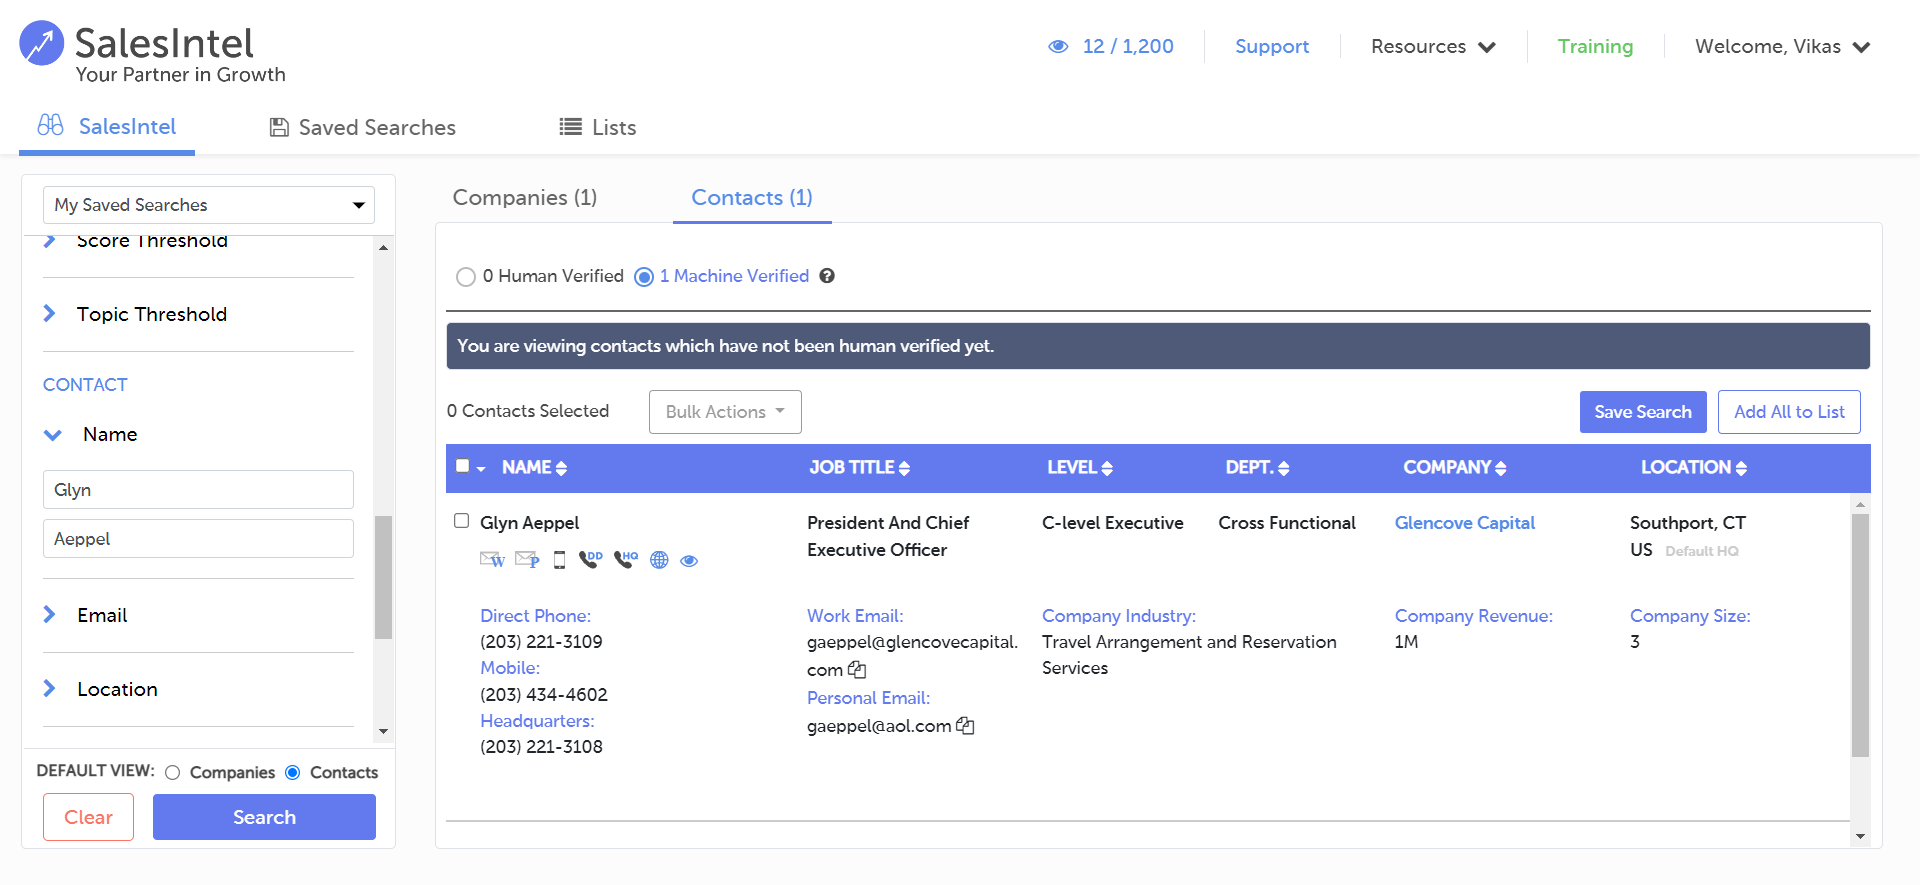 SalesIntel
Your Partner in Growth
12 / 1,200
Support
Resources
Training
Welcome, Vikas
SalesIntel
Saved Searches
Lists
My Saved Searches
Score Threshold
Topic Threshold
CONTACT
Name
Glyn
Aeppel
Email
Location
DEFAULT VIEW: Companies Contacts
Clear
Search
Companies (1)
Contacts (1)
0 Human Verified 1 Machine Verified ?
You are viewing contacts which have not been human verified yet.
0 Contacts Selected
Bulk Actions
Save Search
Add All to List
NAME JOB TITLE LEVEL DEPT. COMPANY LOCATION
Glyn Aeppel
W P DD HQ
President And Chief
Executive Officer
C-level Executive
Cross Functional
Glencove Capital
Southport, CT
US Default HQ
Direct Phone:
(203) 221-3109
Mobile:
(203) 434-4602
Headquarters:
(203) 221-3108
Work Email:
gaeppel@glencovecapital.
com
Personal Email:
gaeppel@aol.com
Company Industry:
Travel Arrangement and Reservation
Services
Company Revenue:
1M
Company Size:
3